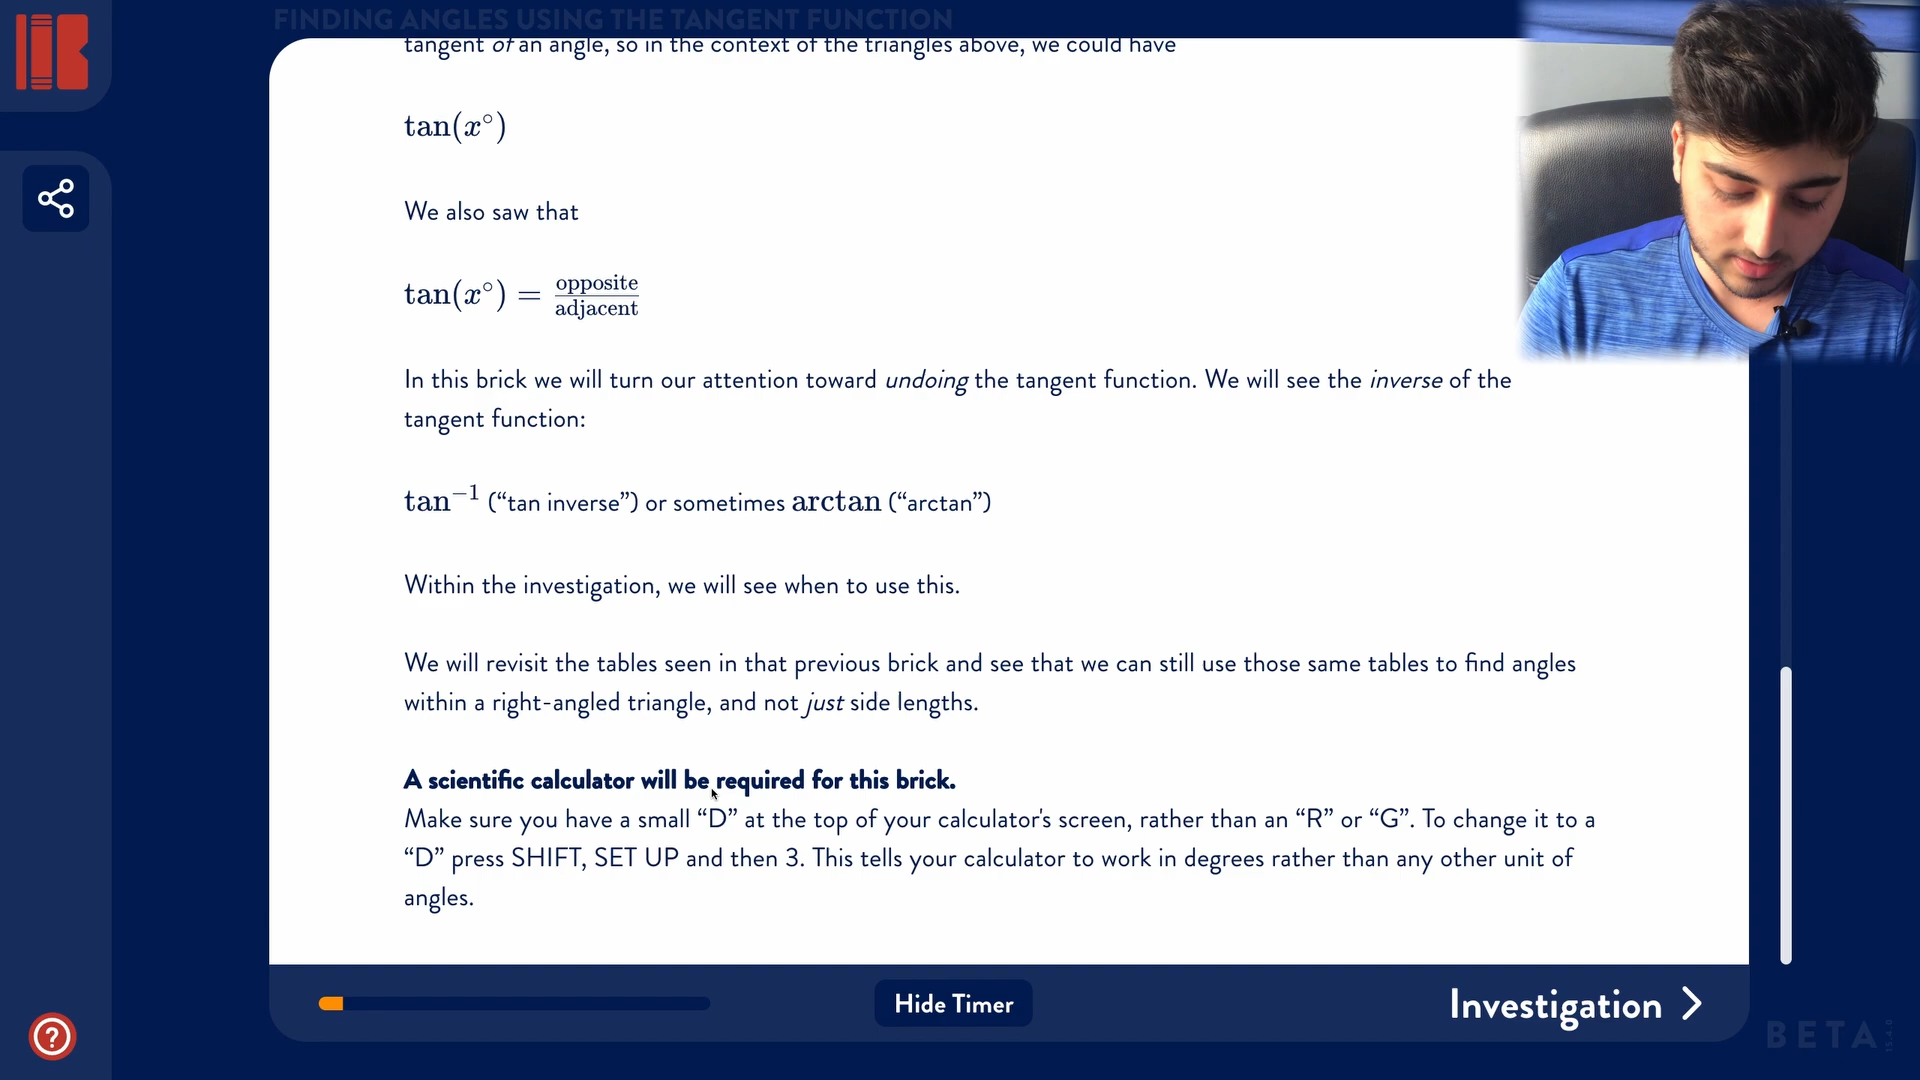 FINDING ANGLES USING THE TANGENT FUNCTION
tangent of an angle, so in the context of the triangles above, we could have
tan(x°)
We also saw that
tan(x°) = opposite/adjacent
In this brick we will turn our attention toward undoing the tangent function. We will see the inverse of the
tangent function:
tan⁻¹ (“tan inverse”) or sometimes arctan (“arctan”)
Within the investigation, we will see when to use this.
We will revisit the tables seen in that previous brick and see that we can still use those same tables to find angles
within a right-angled triangle, and not just side lengths.
A scientific calculator will be required for this brick.
Make sure you have a small “D” at the top of your calculator's screen, rather than an “R” or “G”. To change it to a
“D” press SHIFT, SET UP and then 3. This tells your calculator to work in degrees rather than any other unit of
angles.
Hide Timer
Investigation
?
BETA